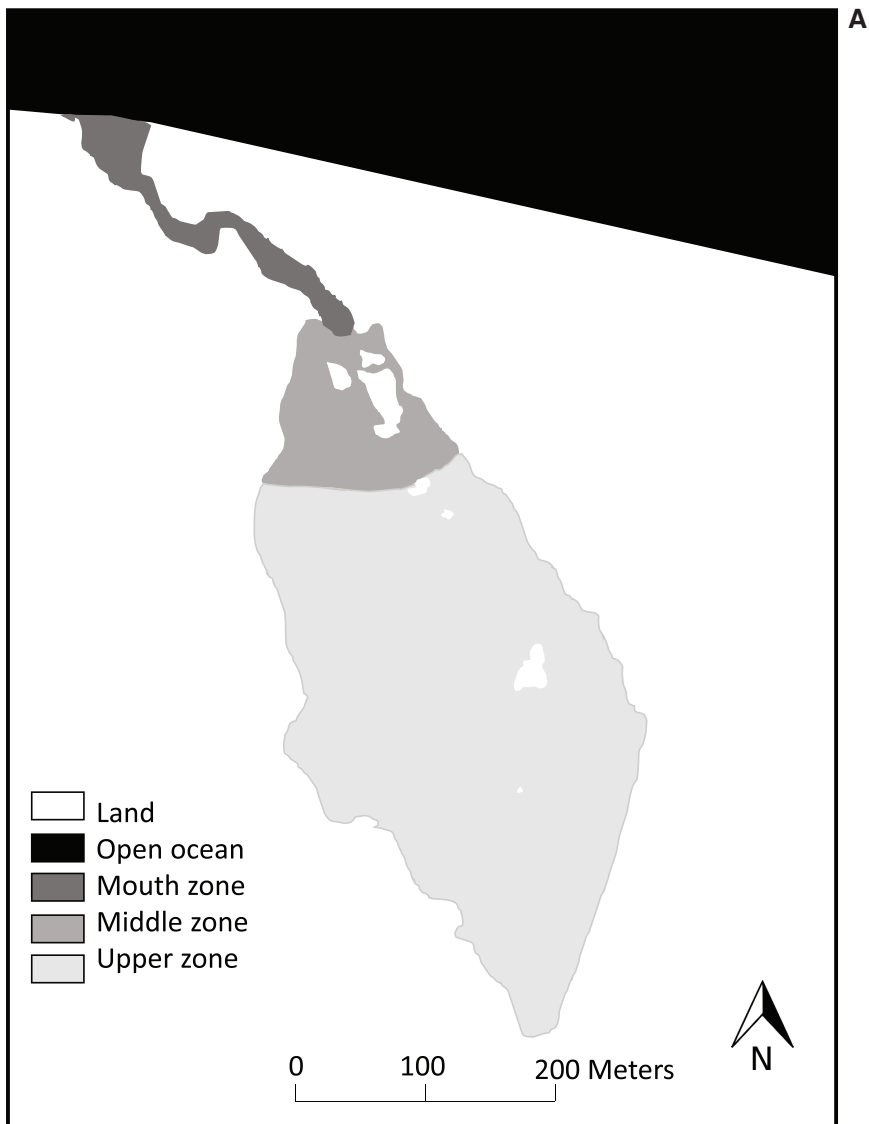 A
Land
Open ocean
Mouth zone
Middle zone
Upper zone
N
0 100 200 Meters